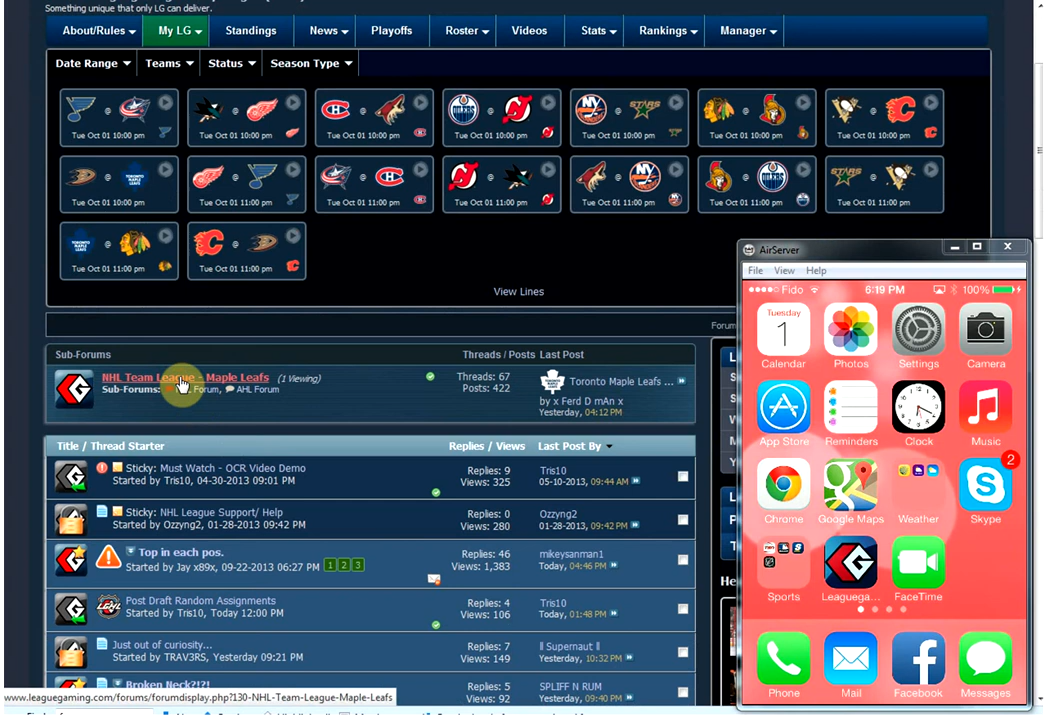 Something unique that only LG can deliver.
About/Rules My LG Standings News Playoffs Roster Videos Stats Rankings Manager
Date Range Teams Status Season Type
@ @ @ @ @ @ @
Tue Oct 01 10:00 pm Tue Oct 01 10:00 pm Tue Oct 01 10:00 pm Tue Oct 01 10:00 pm Tue Oct 01 10:00 pm Tue Oct 01 10:00 pm Tue Oct 01 10:00 pm
@ @ @ @ @ @ @
Tue Oct 01 11:00 pm Tue Oct 01 11:00 pm Tue Oct 01 11:00 pm Tue Oct 01 11:00 pm Tue Oct 01 11:00 pm Tue Oct 01 11:00 pm Tue Oct 01 11:00 pm
@ @
Tue Oct 01 11:00 pm Tue Oct 01 11:00 pm
View Lines
Forum
Sub-Forums Threads / Posts Last Post
NHL Team League - Maple Leafs (1 Viewing)
Sub-Forums: Forum, AHL Forum
Threads: 67
Posts: 422
Toronto Maple Leafs ...
by x Ferd D mAn x
Yesterday, 04:12 PM
Title / Thread Starter Replies / Views Last Post By
Sticky: Must Watch - OCR Video Demo
Started by Tris10, 04-30-2013 09:01 PM
Replies: 9
Views: 325
Tris10
05-10-2013, 09:44 AM
Sticky: NHL League Support/ Help
Started by Ozzyng2, 01-28-2013 09:42 PM
Replies: 0
Views: 280
Ozzyng2
01-28-2013, 09:42 PM
Top in each pos.
Started by Jay x89x, 09-22-2013 06:27 PM 1 2 3
Replies: 46
Views: 1,383
mikeysanman1
Today, 04:46 PM
Post Draft Random Assignments
Started by Tris10, Today 12:00 PM
Replies: 4
Views: 106
Tris10
Today, 01:48 PM
Just out of curiosity...
Started by TRAV3RS, Yesterday 09:21 PM
Replies: 7
Views: 149
ll Supernaut ll
Yesterday, 10:32 PM
Broken Neck?!?!
Replies: 5
Views: 92
SPLIFF N RUM
Yesterday, 09:40 PM
www.leaguegaming.com/forums/forumdisplay.php?130-NHL-Team-League-Maple-Leafs
AirServer
File View Help
Fido 6:19 PM 100%
Tuesday
1
Calendar Photos Settings Camera
App Store Reminders Clock Music
2
Chrome Google Maps Weather Skype
Sports Leaguega... FaceTime
Phone Mail Facebook Messages